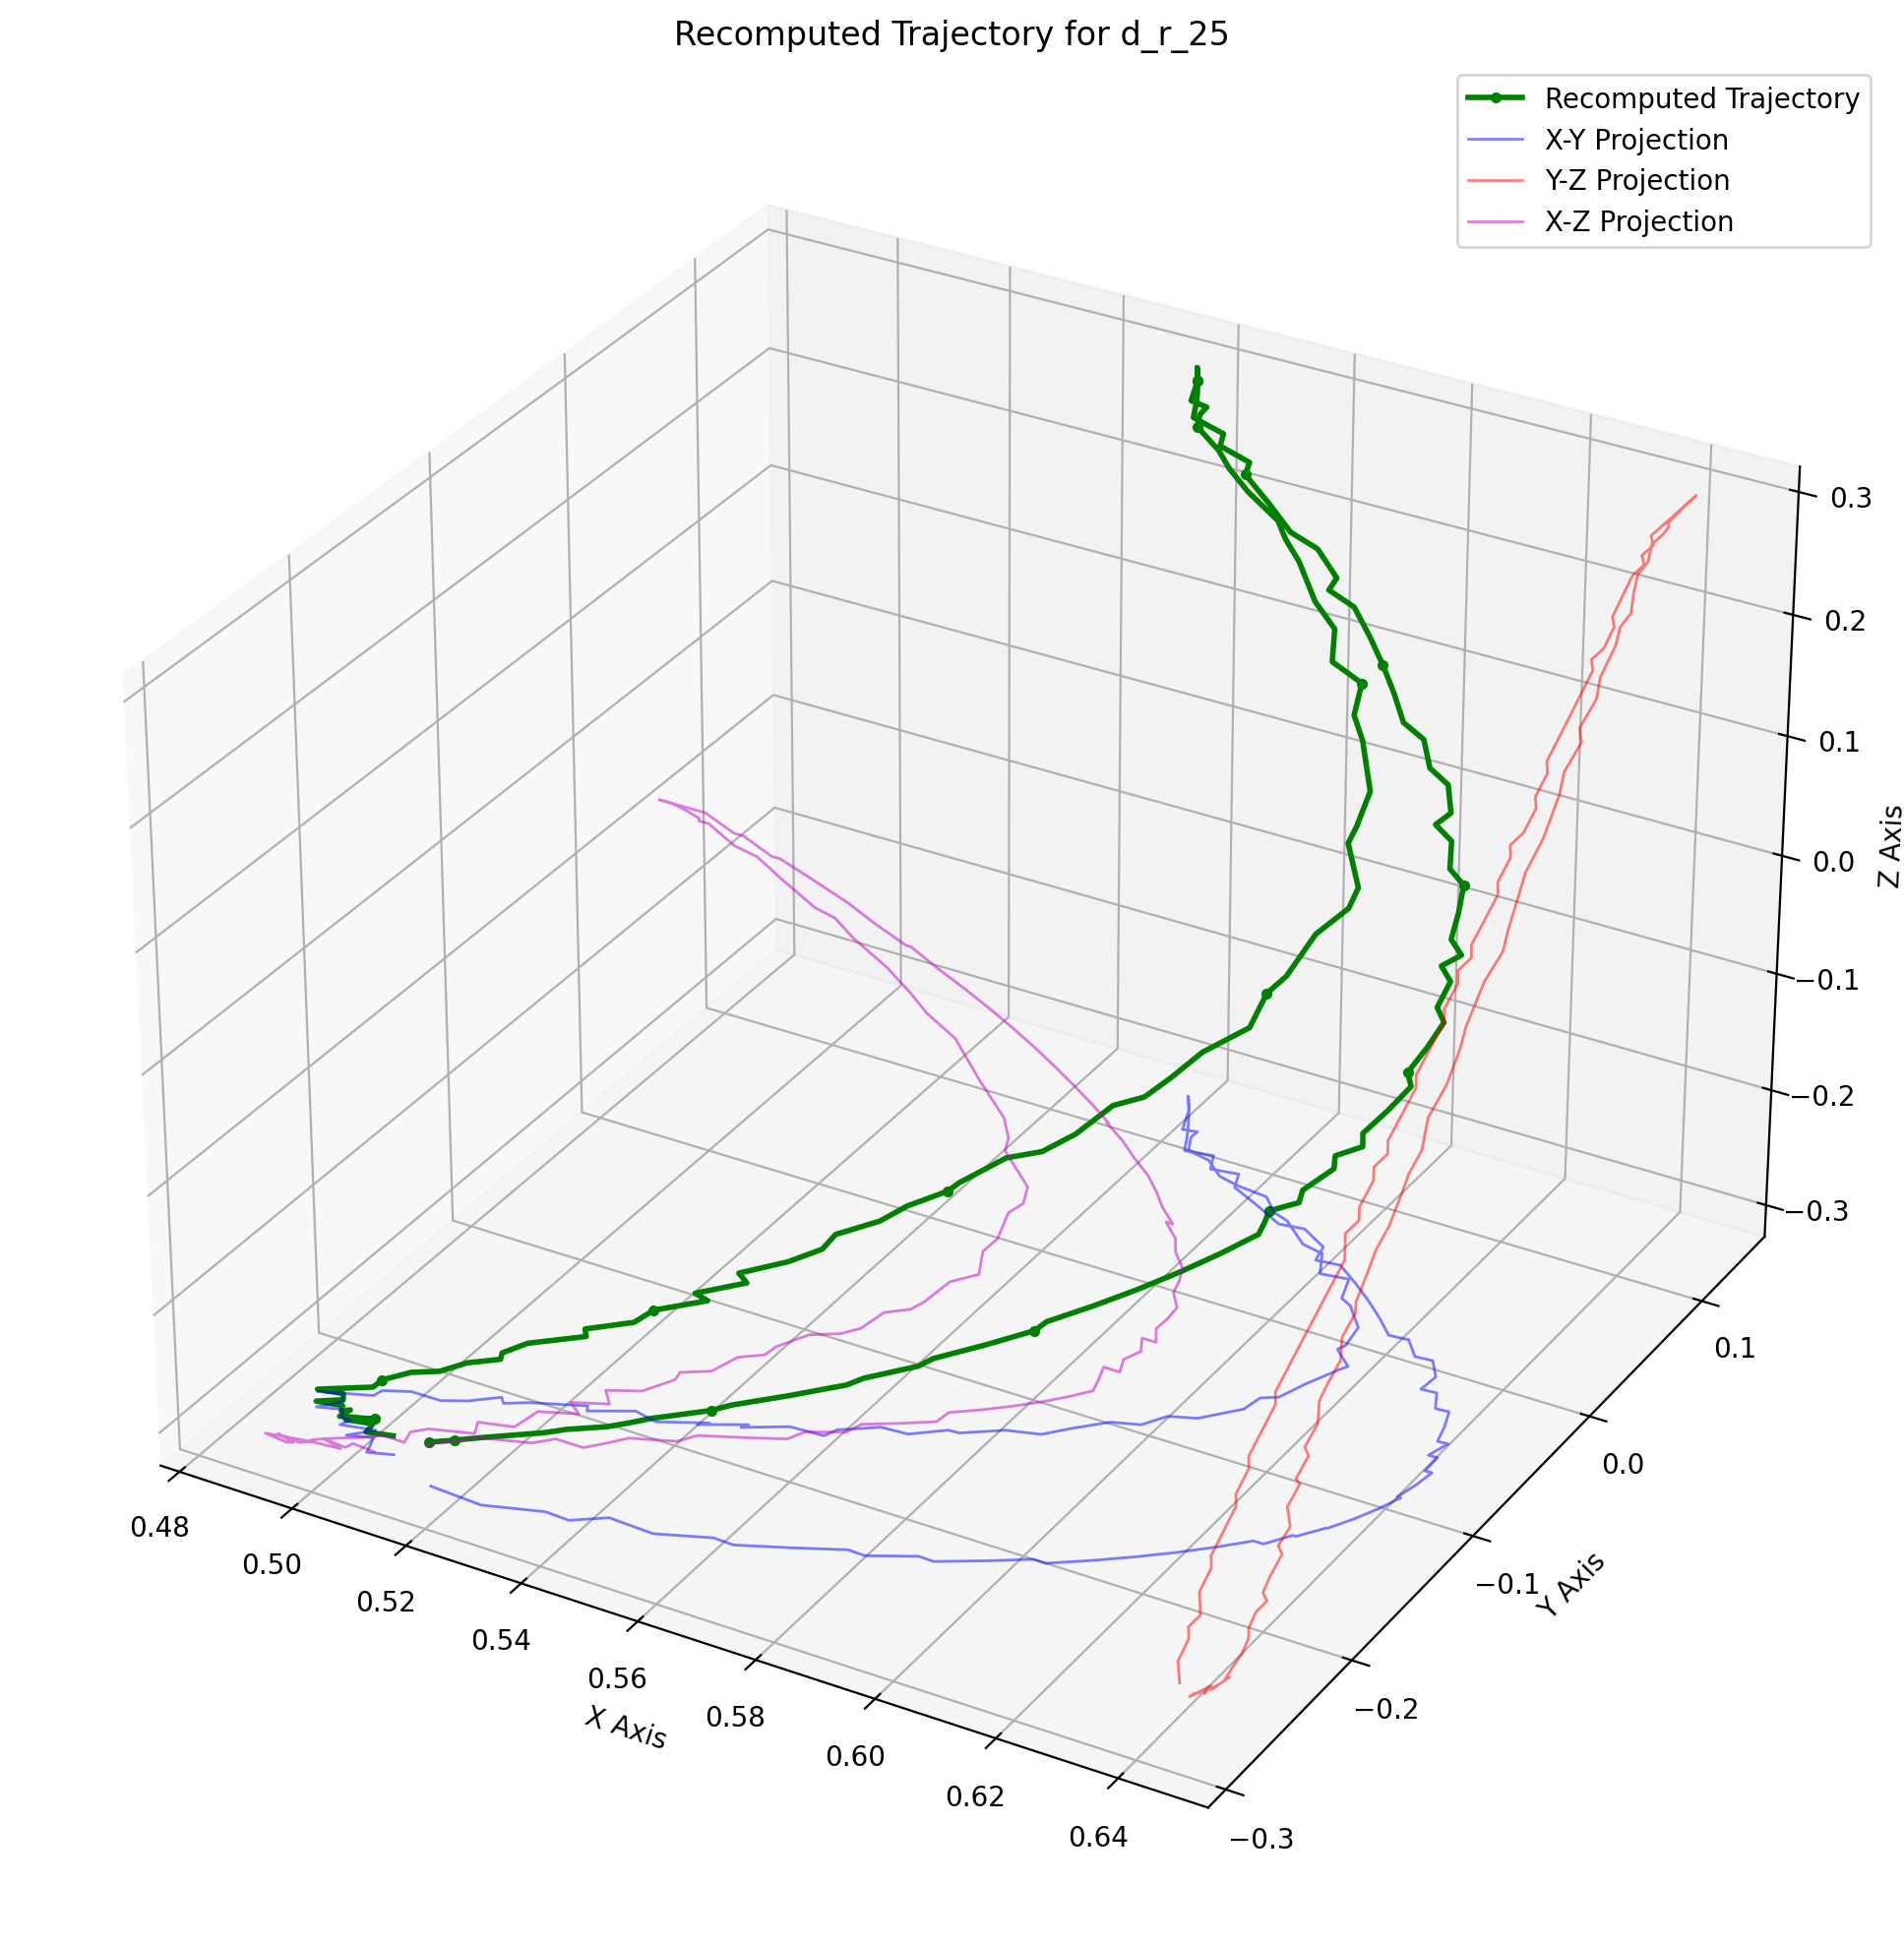 Recomputed Trajectory for d_r_25
Recomputed Trajectory
X-Y Projection
Y-Z Projection
X-Z Projection
0.3
0.2
0.1
0.0
−0.1
−0.2
−0.3
Z Axis
0.1
0.0
−0.1
−0.2
−0.3
Y Axis
0.48
0.50
0.52
0.54
0.56
0.58
0.60
0.62
0.64
X Axis